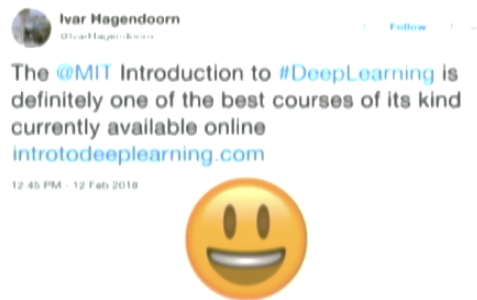 Ivar Hagendoorn
@IvarHagendoorn
Follow
The @MIT Introduction to #DeepLearning is
definitely one of the best courses of its kind
currently available online
introtodeeplearning.com
12:45 PM - 12 Feb 2018